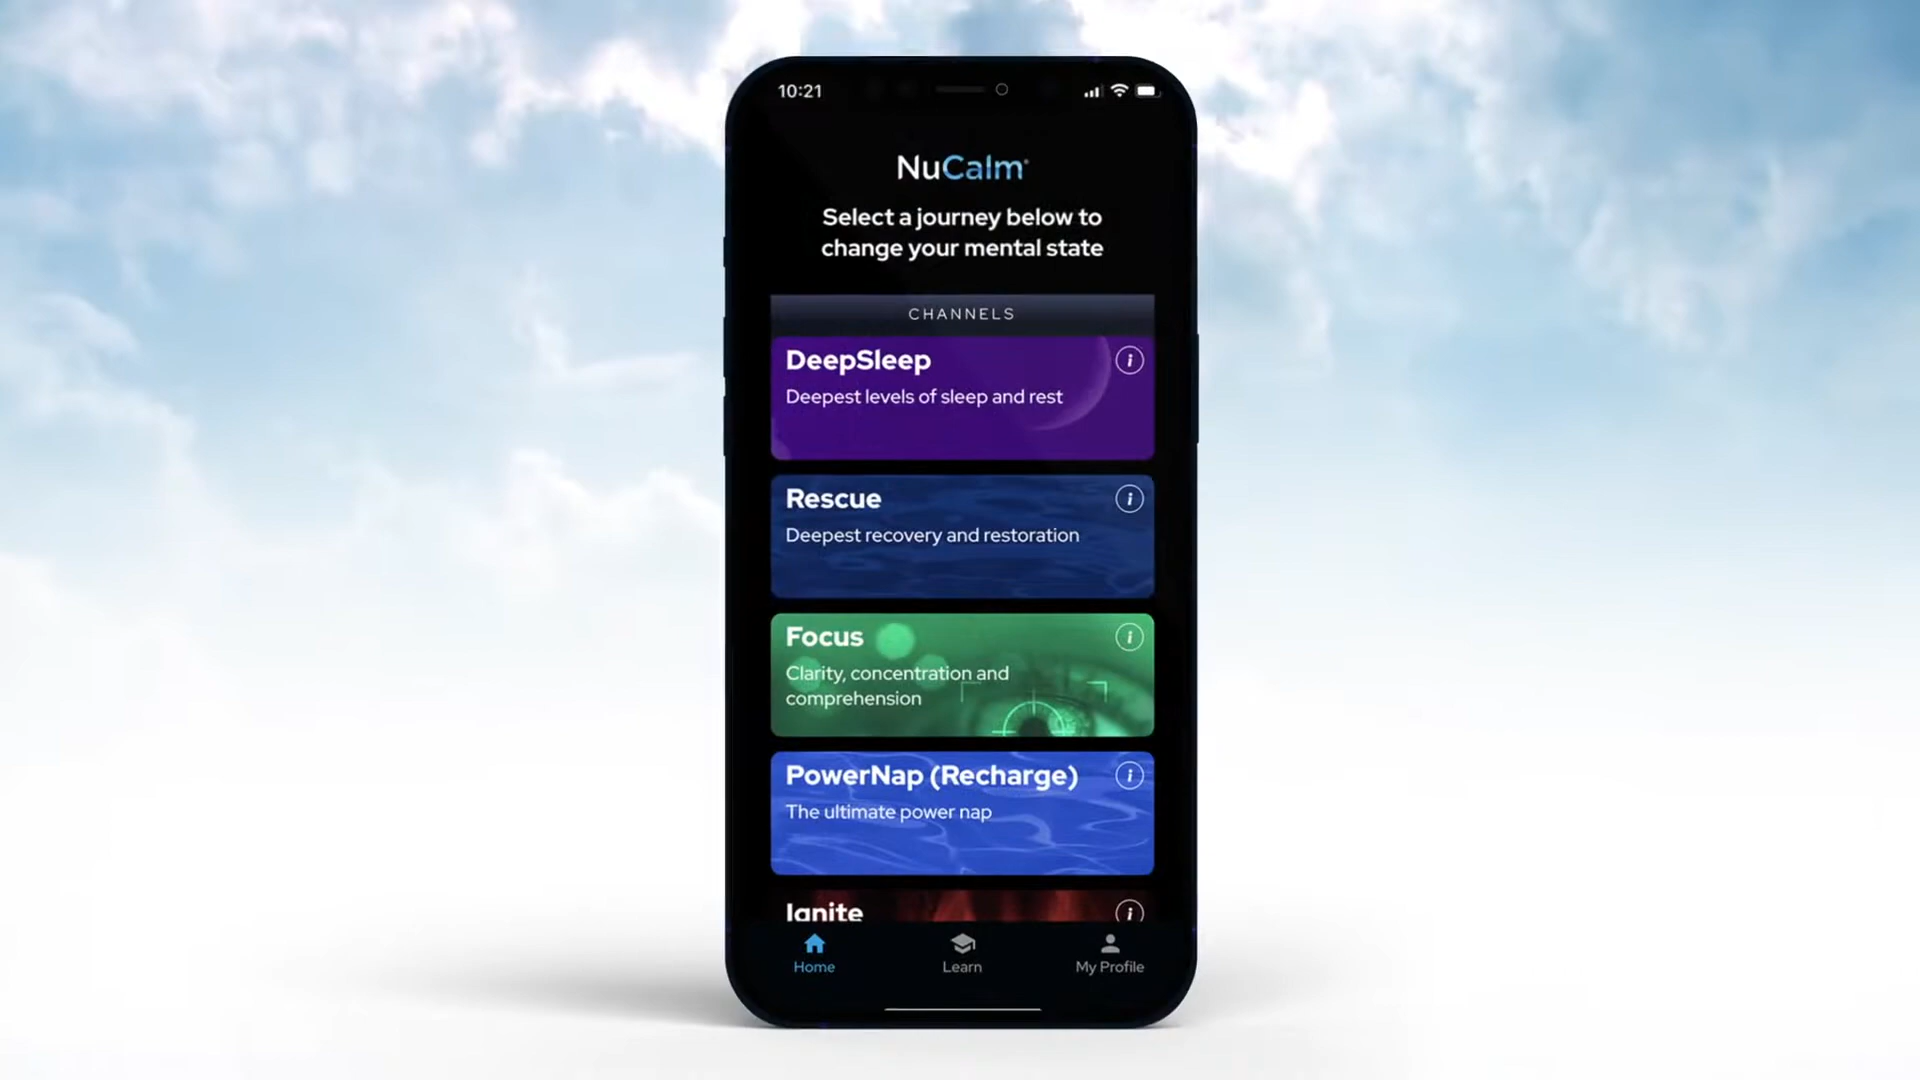 10:21
NuCalm®
Select a journey below to
change your mental state
CHANNELS
DeepSleep
Deepest levels of sleep and rest
Rescue
Deepest recovery and restoration
Focus
Clarity, concentration and
comprehension
PowerNap (Recharge)
The ultimate power nap
Ignite
Home
Learn
My Profile